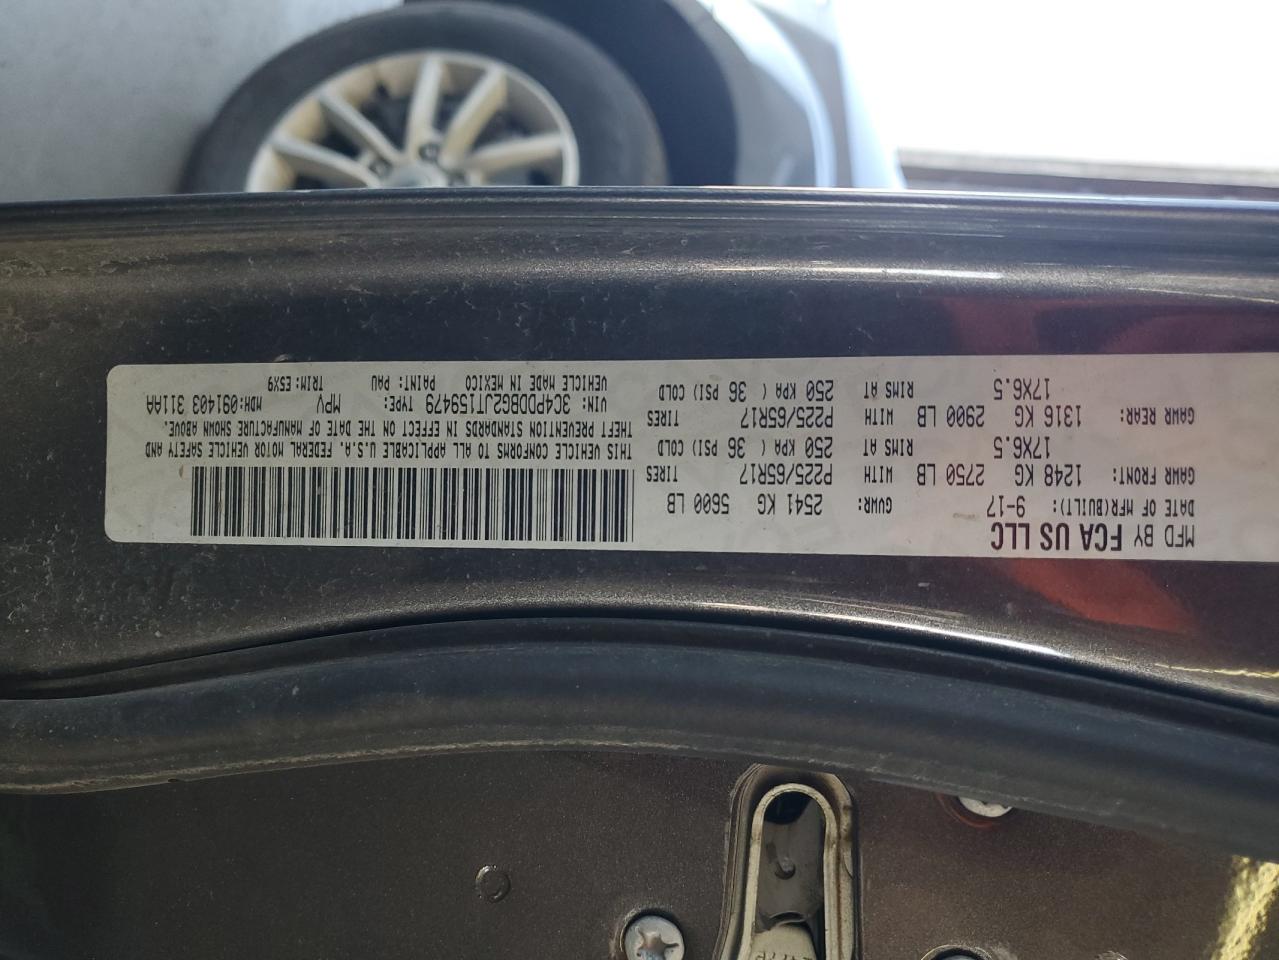 MFD BY FCA US LLC
DATE OF MFR(BUILT): 9-17 GVWR: 2541 KG 5600 LB
GAWR FRONT: 1248 KG 2750 LB WITH P225/65R17 TIRES
17X6.5 RIMS AT 250 KPA ( 36 PSI) COLD
GAWR REAR: 1316 KG 2900 LB WITH P225/65R17 TIRES
17X6.5 RIMS AT 250 KPA ( 36 PSI) COLD
THIS VEHICLE CONFORMS TO ALL APPLICABLE U.S.A. FEDERAL MOTOR VEHICLE SAFETY AND
THEFT PREVENTION STANDARDS IN EFFECT ON THE DATE OF MANUFACTURE SHOWN ABOVE.
VIN: 3C4PDDBG2JT159479 TYPE: MPV MDH: 091403 311AA
VEHICLE MADE IN MEXICO PAINT: PAU TRIM: ESX9